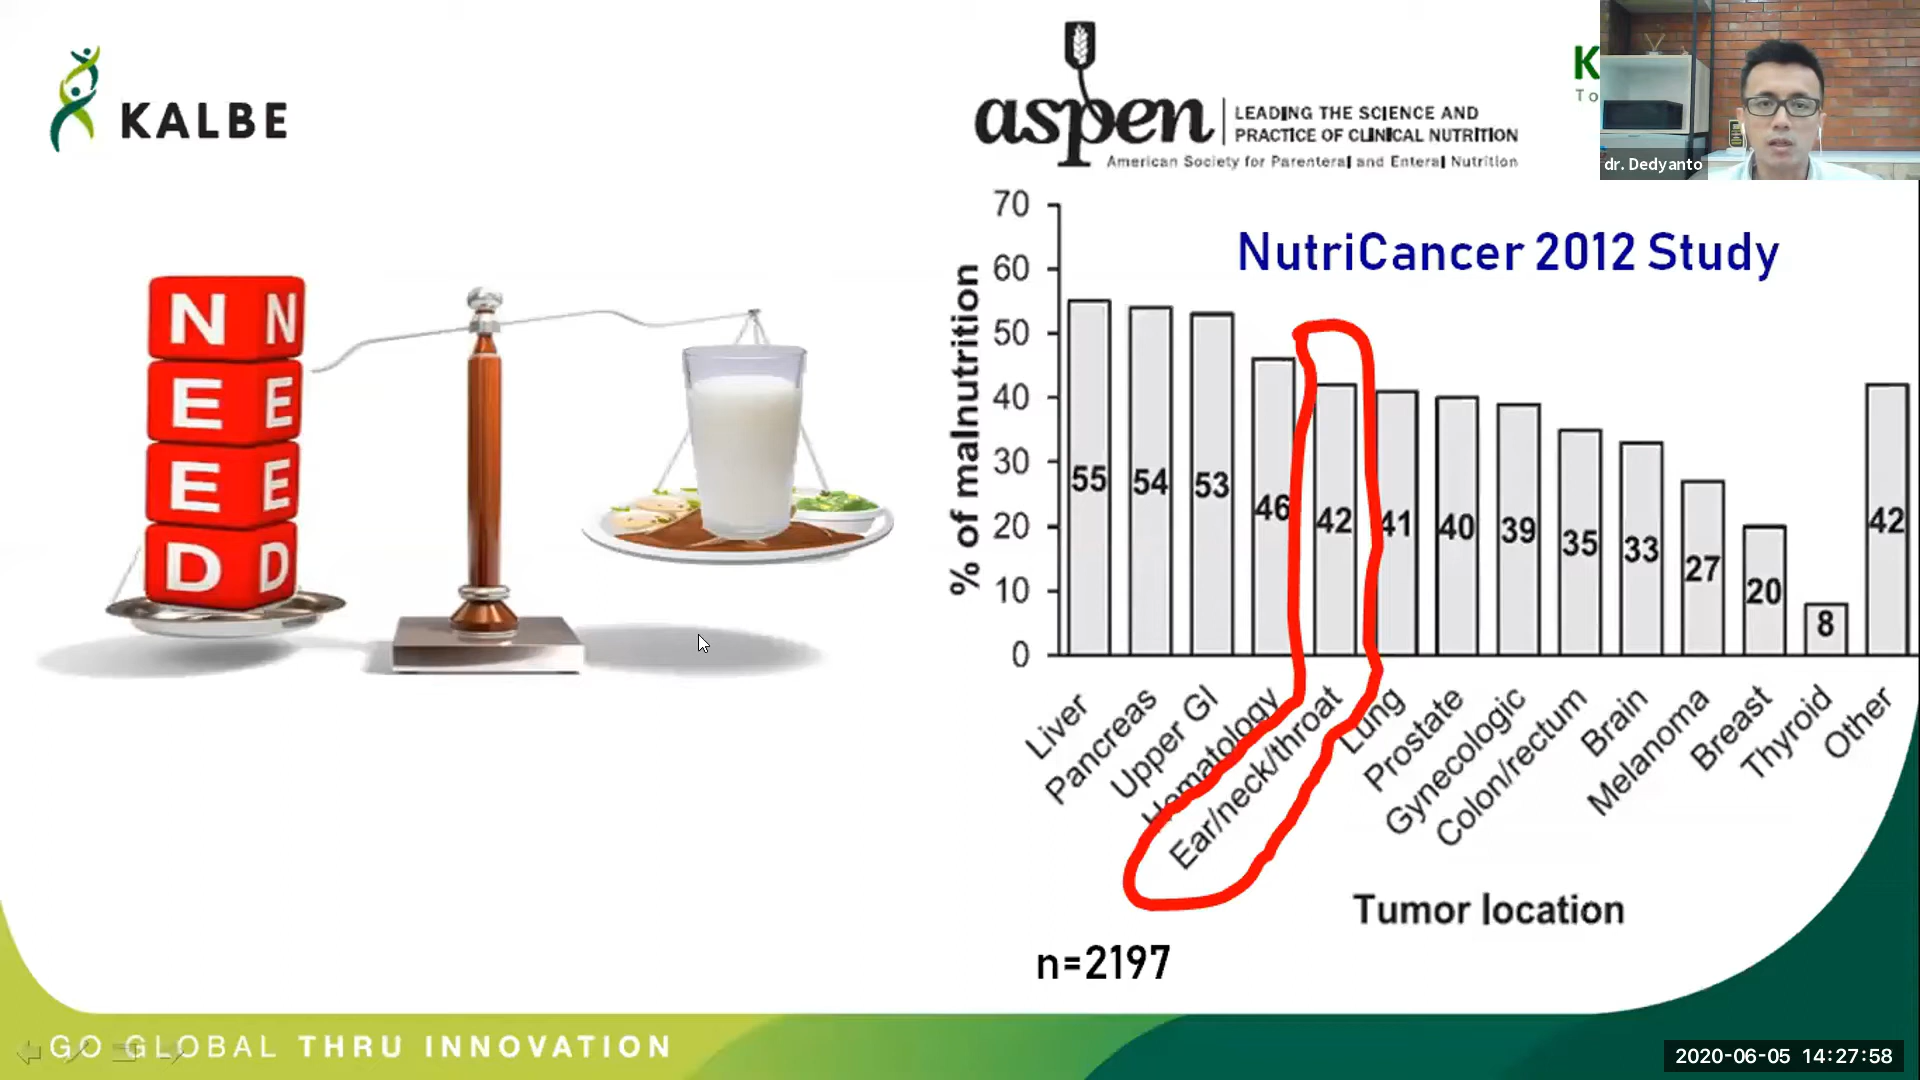 KALBE
aspen
LEADING THE SCIENCE AND
PRACTICE OF CLINICAL NUTRITION
American Society for Parenteral and Enteral Nutrition
K
To
dr. Dedyanto
N N
E E
E E
D D
NutriCancer 2012 Study
% of malnutrition
70
60
50
40
30
20
10
0
55
54
53
46
42
41
40
39
35
33
27
20
8
42
Liver
Pancreas
Upper GI
Hematology
Ear/neck/throat
Lung
Prostate
Gynecologic
Colon/rectum
Brain
Melanoma
Breast
Thyroid
Other
Tumor location
n=2197
GO GLOBAL THRU INNOVATION
2020-06-05 14:27:58